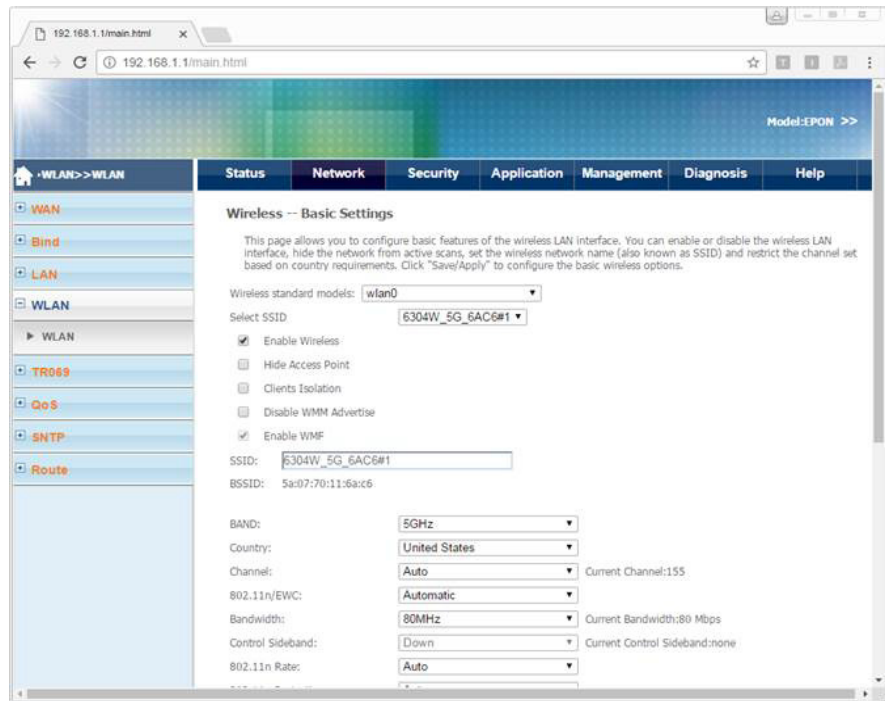 192.168.1.1/main.html
192.168.1.1/main.html
Model:EPON >>
·WLAN>>WLAN
Status Network Security Application Management Diagnosis Help
WAN
Bind
LAN
WLAN
WLAN
TR069
QoS
SNTP
Route
Wireless -- Basic Settings
This page allows you to configure basic features of the wireless LAN interface. You can enable or disable the wireless LAN
interface, hide the network from active scans, set the wireless network name (also known as SSID) and restrict the channel set
based on country requirements. Click "Save/Apply" to configure the basic wireless options.
Wireless standard models: wlan0
Select SSID 6304W_5G_6AC6#1
Enable Wireless
Hide Access Point
Clients Isolation
Disable WMM Advertise
Enable WMF
SSID: 6304W_5G_6AC6#1
BSSID: 5a:07:70:11:6a:c6
BAND: 5GHz
Country: United States
Channel: Auto Current Channel:155
802.11n/EWC: Automatic
Bandwidth: 80MHz Current Bandwidth:80 Mbps
Control Sideband: Down Current Control Sideband:none
802.11n Rate: Auto